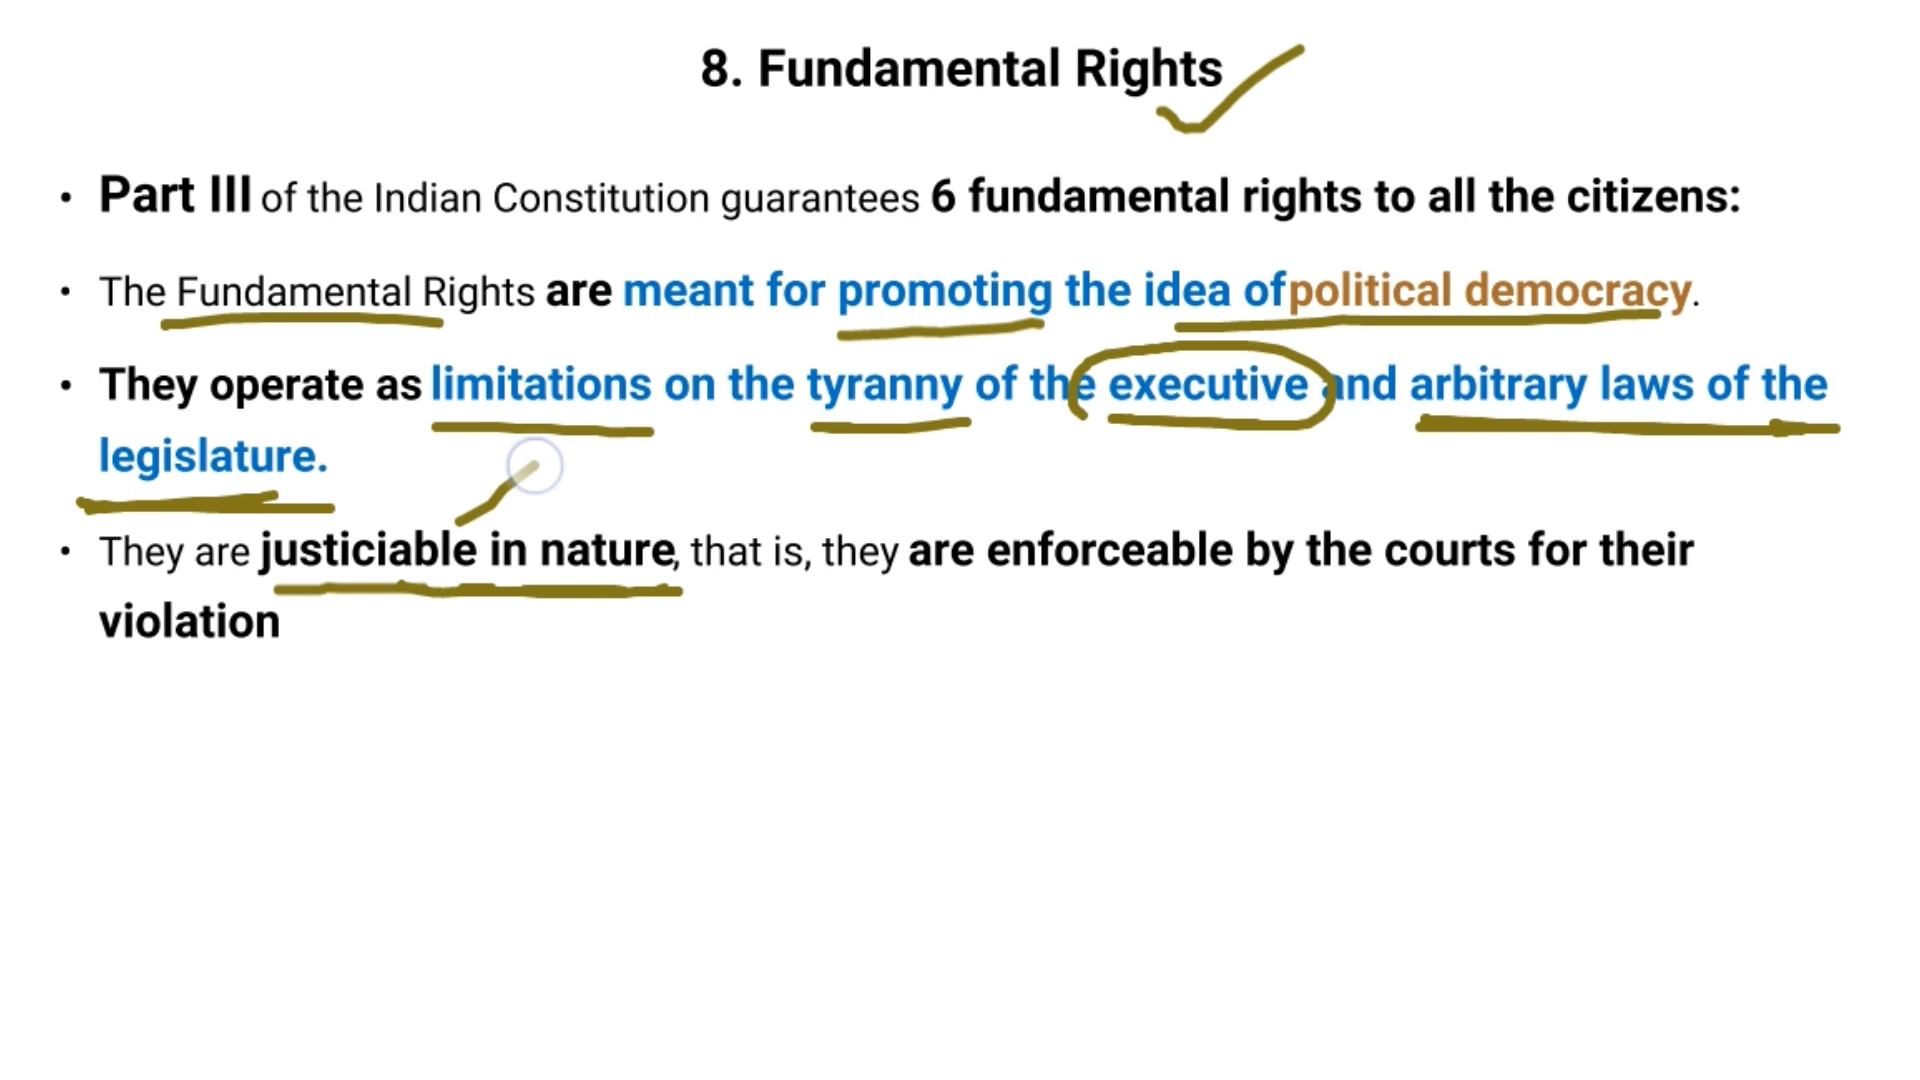 8. Fundamental Rights
• Part III of the Indian Constitution guarantees 6 fundamental rights to all the citizens:
• The Fundamental Rights are meant for promoting the idea of political democracy.
• They operate as limitations on the tyranny of the executive and arbitrary laws of the
legislature.
• They are justiciable in nature, that is, they are enforceable by the courts for their
violation